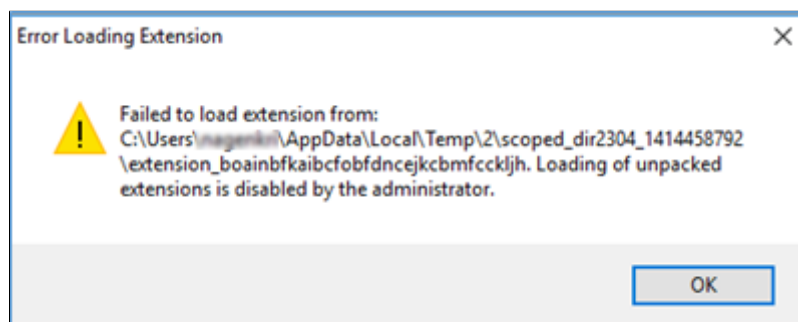 Error Loading Extension
Failed to load extension from:
C:\Users\ \AppData\Local\Temp\2\scoped_dir2304_1414458792
\extension_boainbfkaibcfobfdncejkcbmfcckljh. Loading of unpacked
extensions is disabled by the administrator.
OK